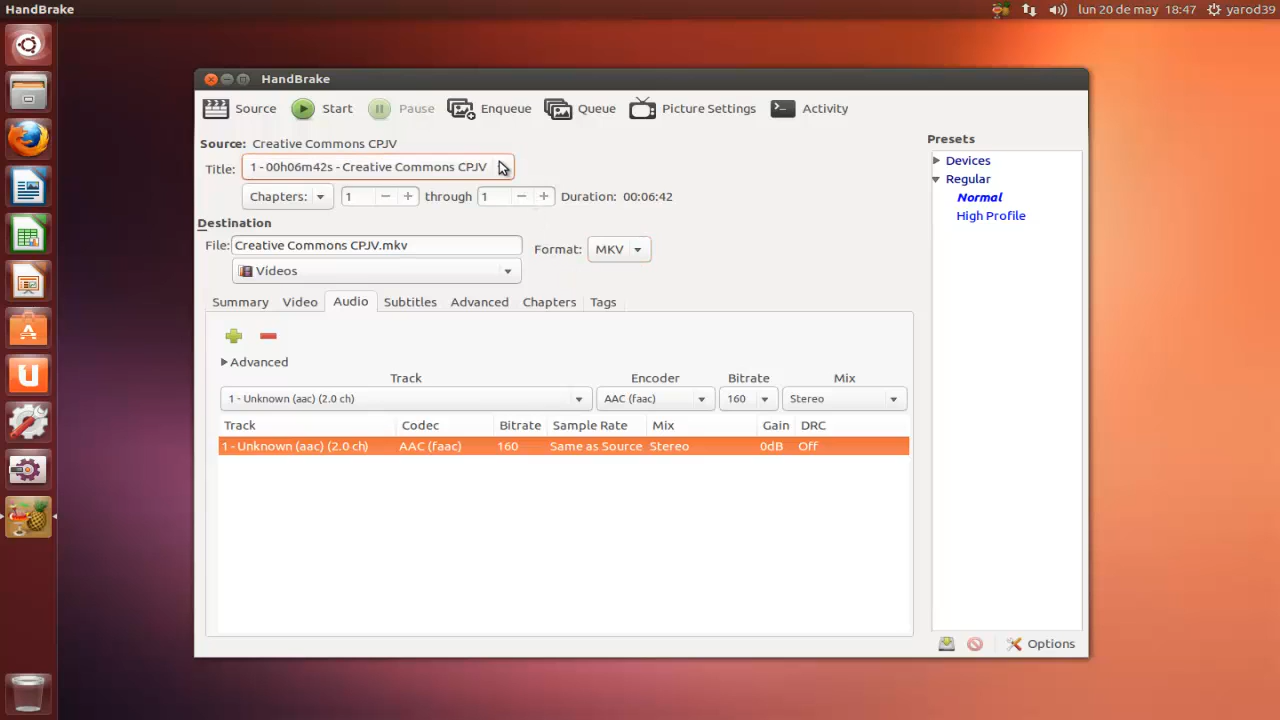 HandBrake
lun 20 de may 18:47 yarod39
HandBrake
Source Start Pause Enqueue Queue Picture Settings Activity
Source: Creative Commons CPJV
Title: 1 - 00h06m42s - Creative Commons CPJV
Chapters: 1 through 1 Duration: 00:06:42
Destination
File: Creative Commons CPJV.mkv Format: MKV
Videos
Summary Video Audio Subtitles Advanced Chapters Tags
Advanced
Track Encoder Bitrate Mix
1 - Unknown (aac) (2.0 ch) AAC (faac) 160 Stereo
Track Codec Bitrate Sample Rate Mix Gain DRC
1 - Unknown (aac) (2.0 ch) AAC (faac) 160 Same as Source Stereo 0dB Off
Presets
Devices
Regular
Normal
High Profile
Options